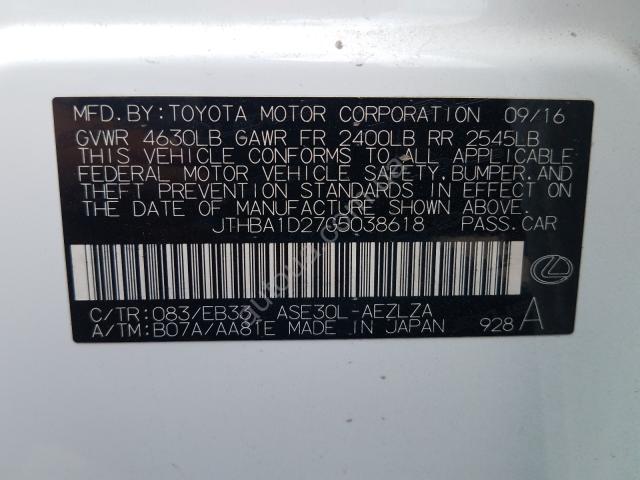 MFD.BY:TOYOTA MOTOR CORPORATION 09/16
GVWR 4630LB GAWR FR 2400LB RR 2545LB
THIS VEHICLE CONFORMS TO ALL APPLICABLE
FEDERAL MOTOR VEHICLE SAFETY,BUMPER,AND
THEFT PREVENTION STANDARDS IN EFFECT ON
THE DATE OF MANUFACTURE SHOWN ABOVE.
JTHBA1D27G5038618 PASS.CAR
C/TR:083/EB33 ASE30L-AEZLZA
A/TM:B07A/AA81E MADE IN JAPAN 928 A